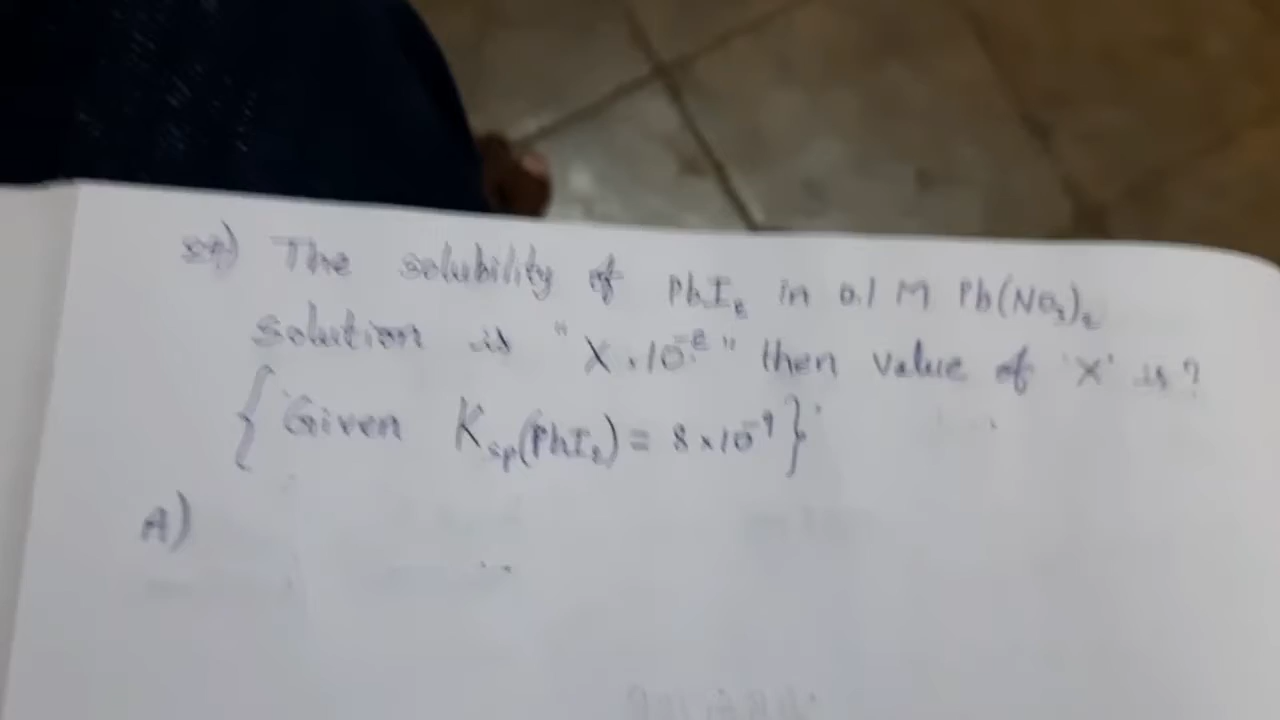 The solubility of PbI₂ in 0.1 M Pb(NO₃)₂
solution is "X.10⁻⁸" then value of 'X' is?
{Given Ksp(PbI₂) = 8×10⁻⁹}
A)